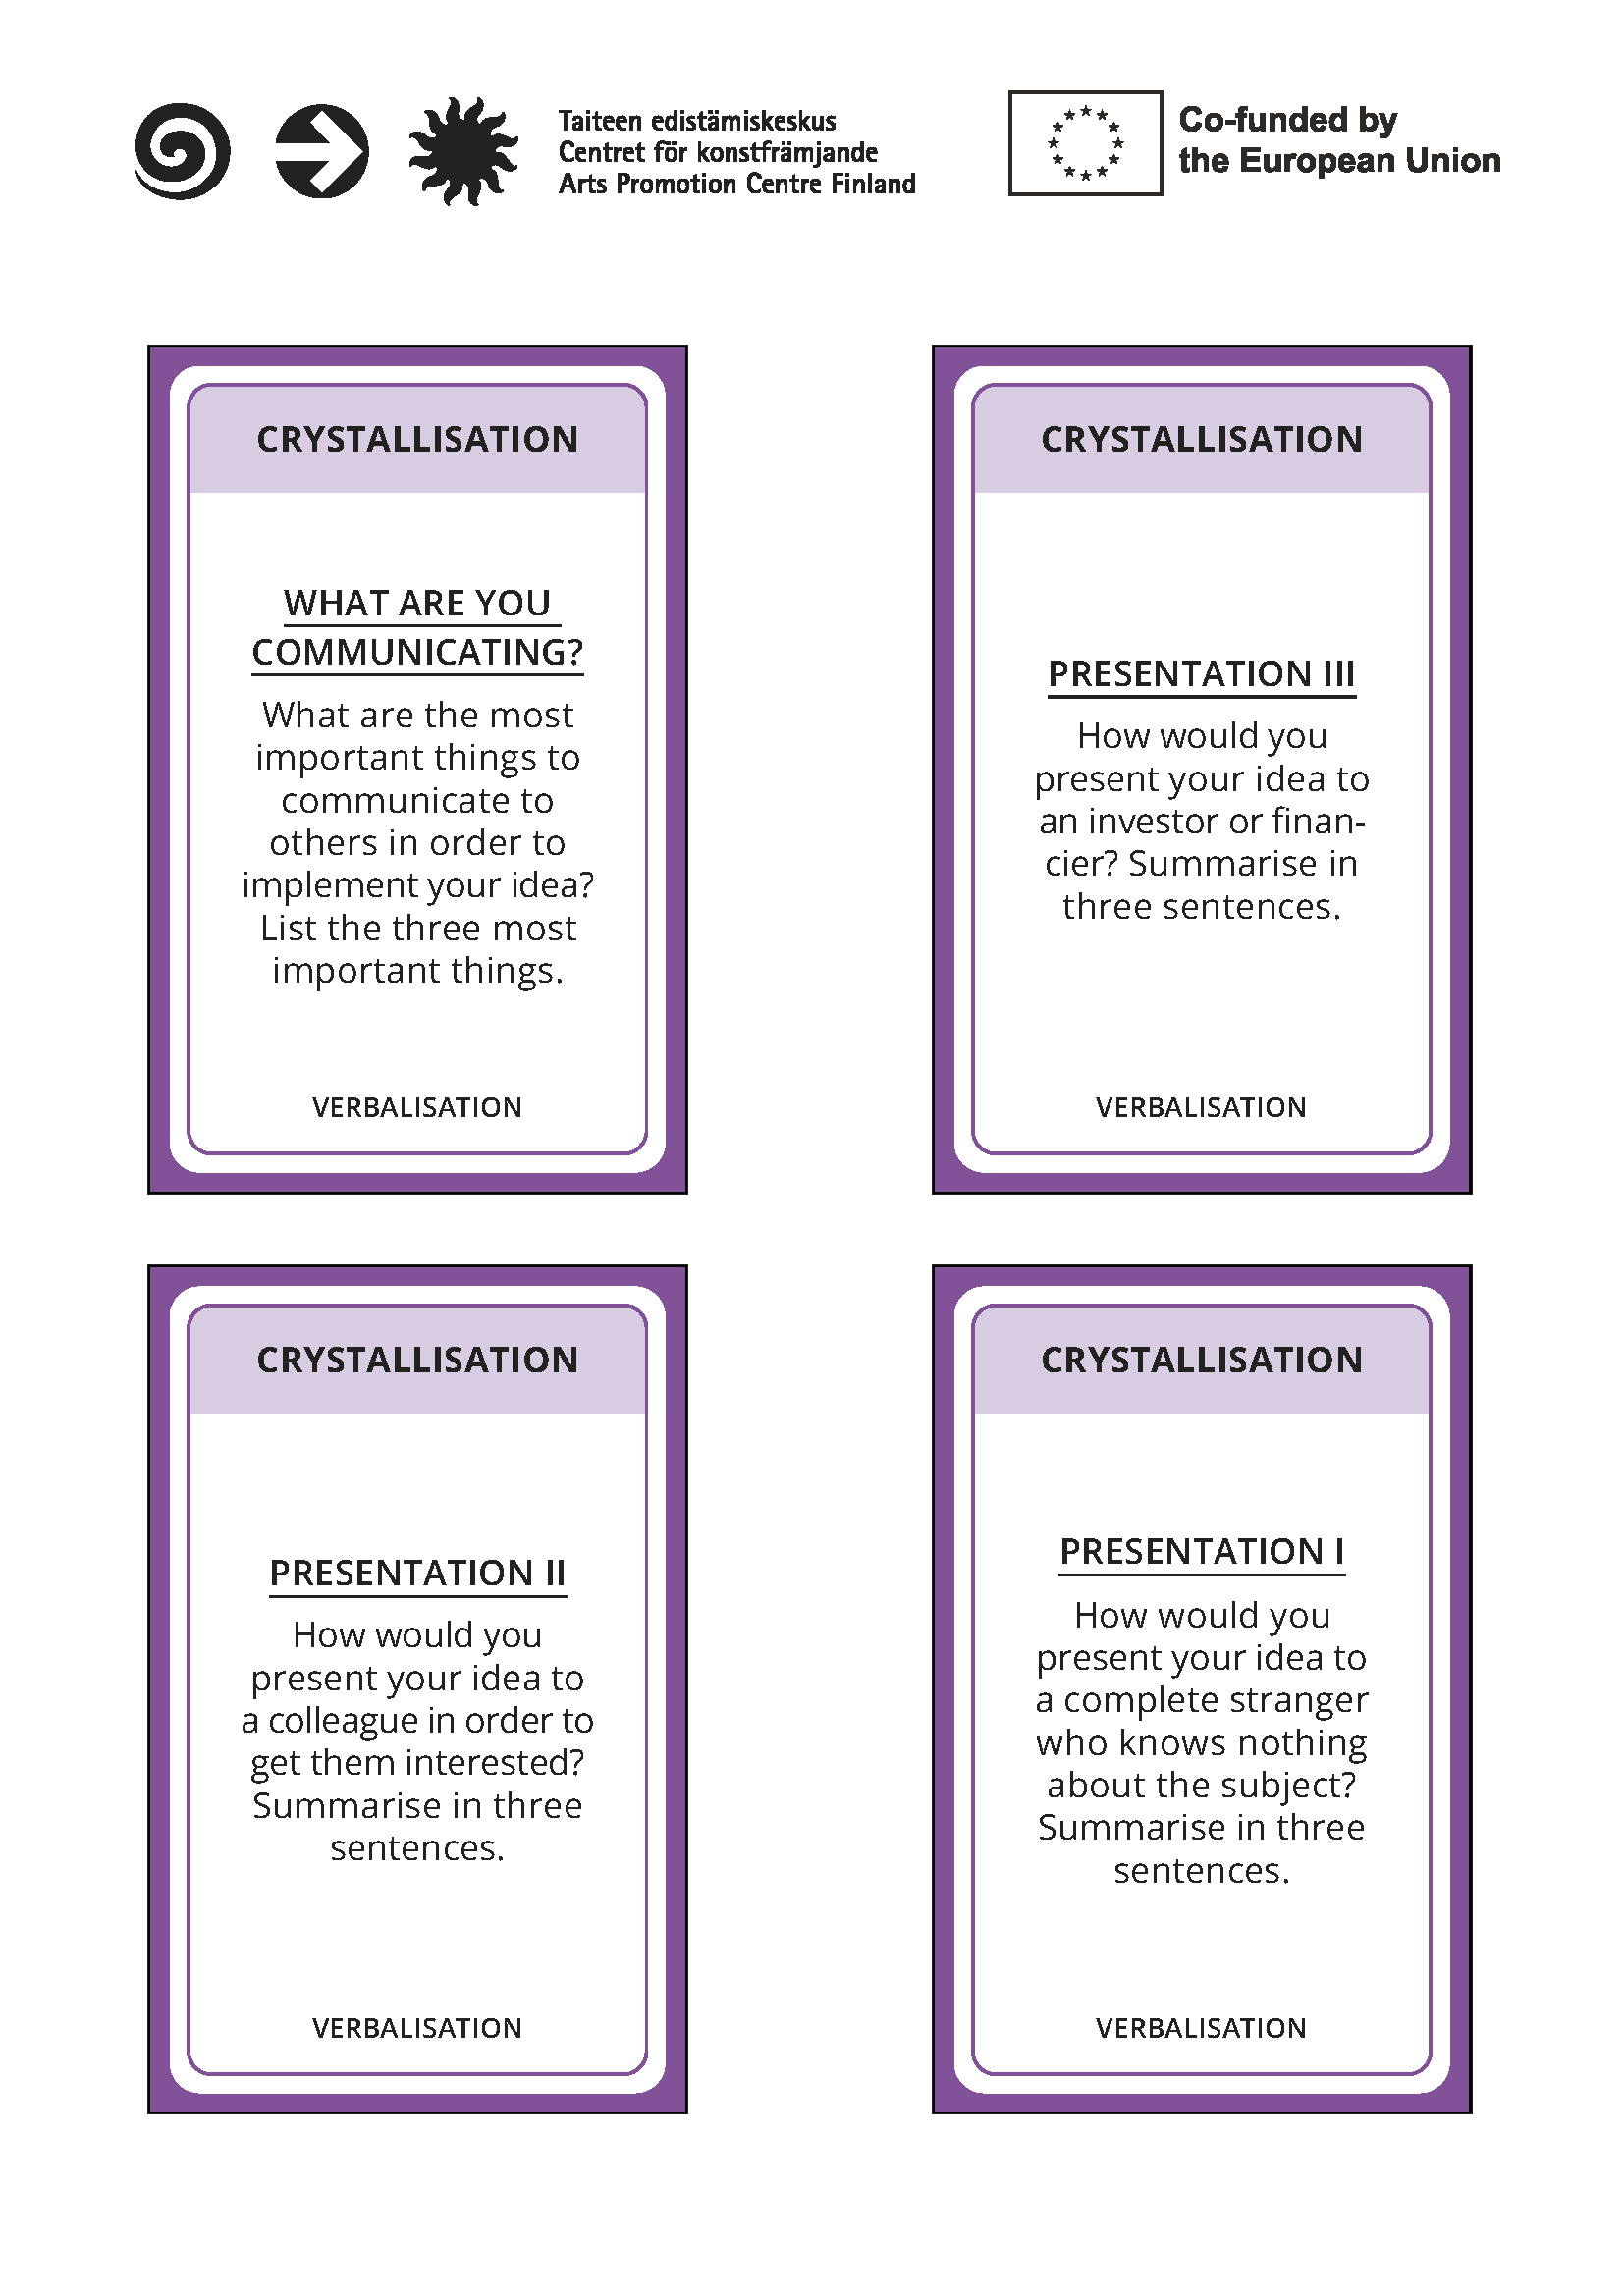 Taiteen edistämiskeskus
Centret för konstfrämjande
Arts Promotion Centre Finland
Co-funded by
the European Union
CRYSTALLISATION
WHAT ARE YOU
COMMUNICATING?
What are the most
important things to
communicate to
others in order to
implement your idea?
List the three most
important things.
VERBALISATION
CRYSTALLISATION
PRESENTATION III
How would you
present your idea to
an investor or finan-
cier? Summarise in
three sentences.
VERBALISATION
CRYSTALLISATION
PRESENTATION II
How would you
present your idea to
a colleague in order to
get them interested?
Summarise in three
sentences.
VERBALISATION
CRYSTALLISATION
PRESENTATION I
How would you
present your idea to
a complete stranger
who knows nothing
about the subject?
Summarise in three
sentences.
VERBALISATION